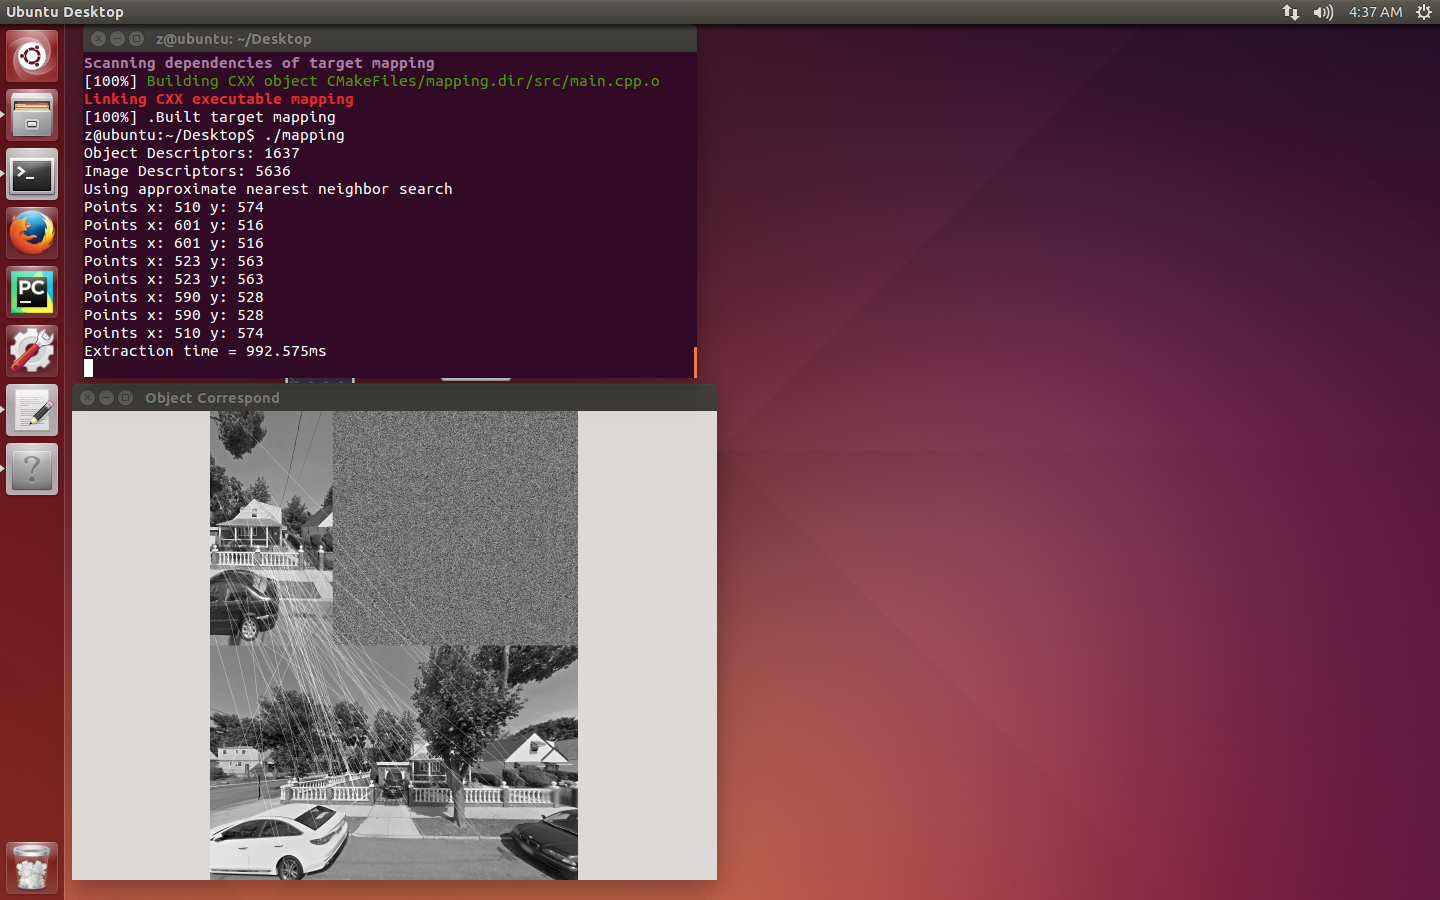 Ubuntu Desktop
4:37 AM
z@ubuntu: ~/Desktop
Scanning dependencies of target mapping
[100%] Building CXX object CMakeFiles/mapping.dir/src/main.cpp.o
Linking CXX executable mapping
[100%] .Built target mapping
z@ubuntu:~/Desktop$ ./mapping
Object Descriptors: 1637
Image Descriptors: 5636
Using approximate nearest neighbor search
Points x: 510 y: 574
Points x: 601 y: 516
Points x: 601 y: 516
Points x: 523 y: 563
Points x: 523 y: 563
Points x: 590 y: 528
Points x: 590 y: 528
Points x: 510 y: 574
Extraction time = 992.575ms
Object Correspond
>_
PC
?